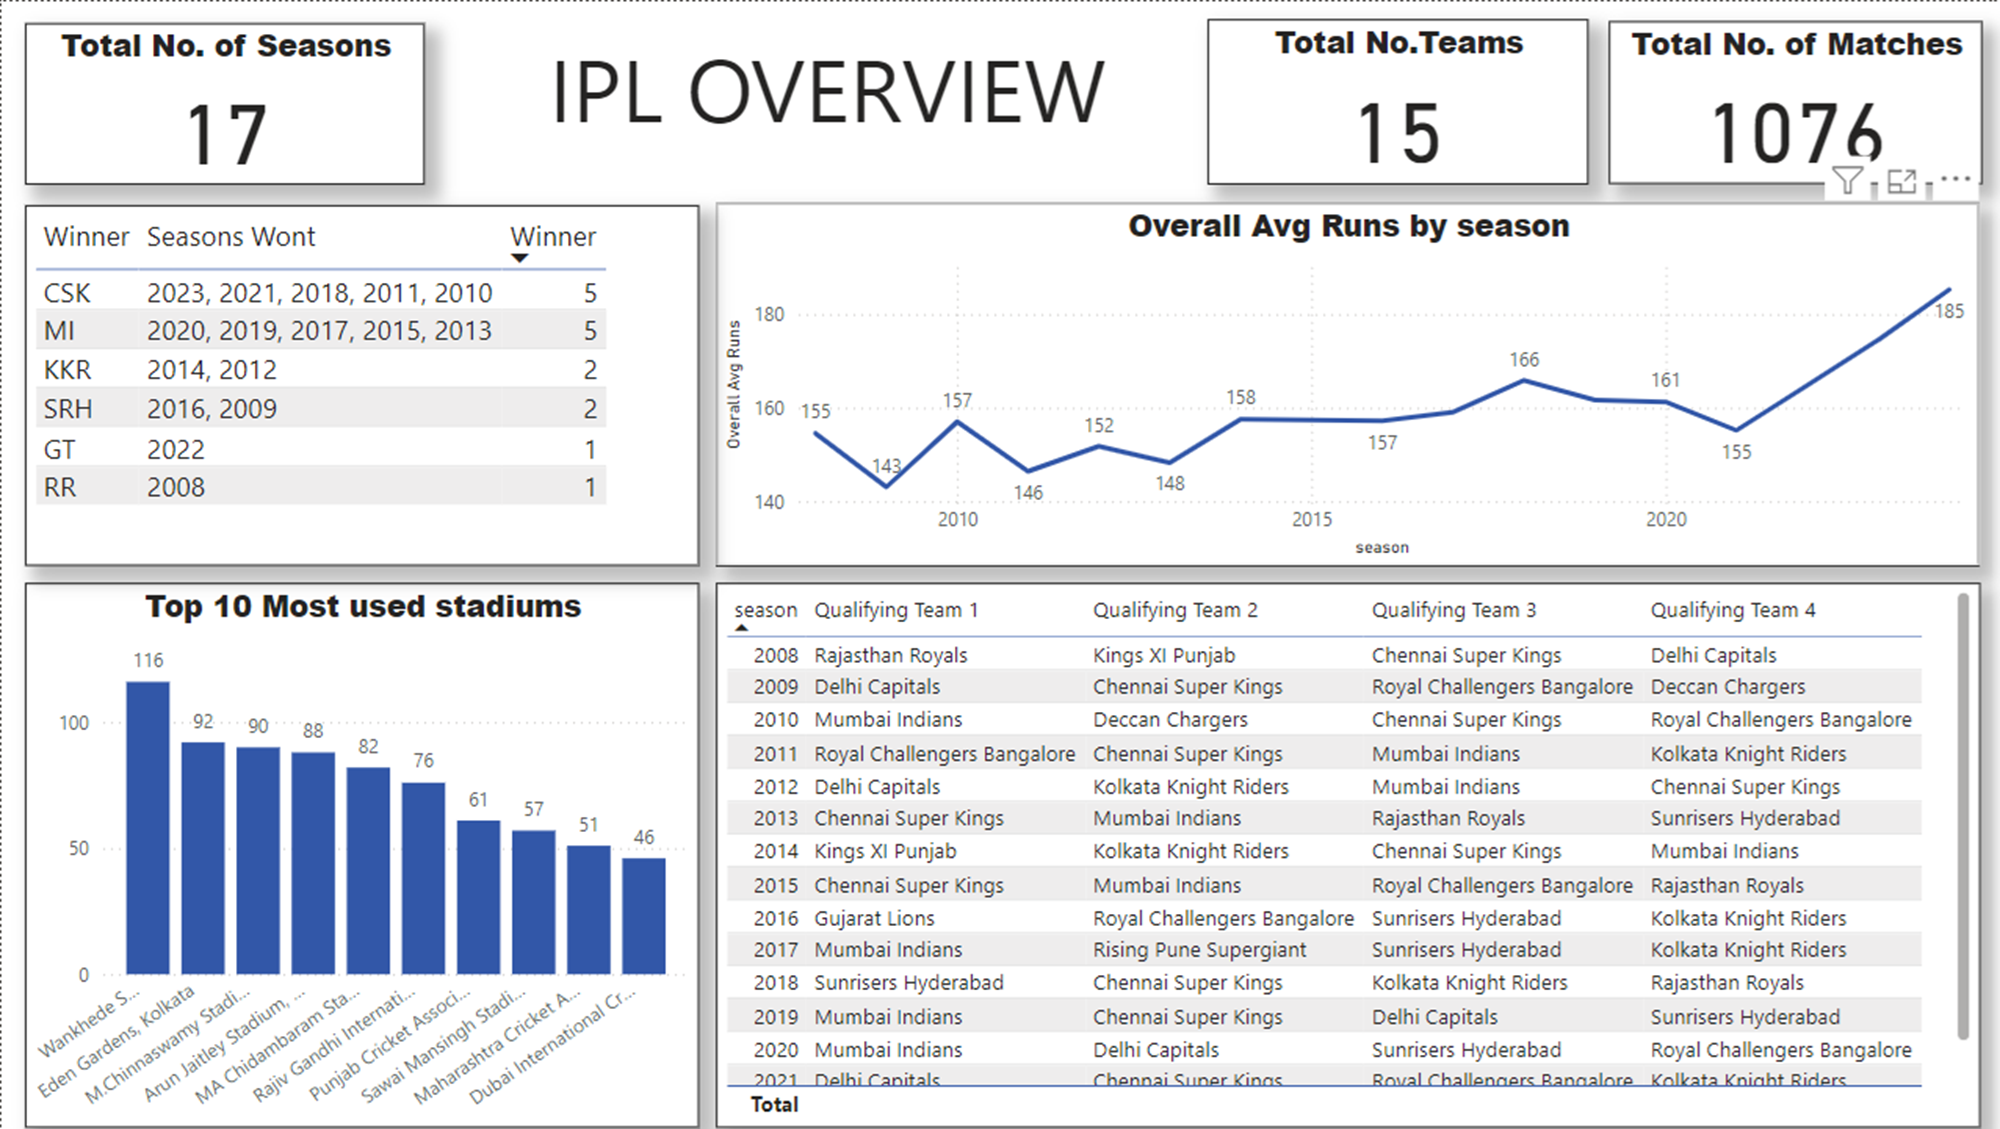 Total No. of Seasons
17
IPL OVERVIEW
Total No.Teams
15
Total No. of Matches
1076
Winner Seasons Wont Winner
CSK 2023, 2021, 2018, 2011, 2010 5
MI 2020, 2019, 2017, 2015, 2013 5
KKR 2014, 2012 2
SRH 2016, 2009 2
GT 2022 1
RR 2008 1
Overall Avg Runs by season
Overall Avg Runs
180
160
140
155
143
157
146
152
148
158
157
166
161
155
185
2010 2015 2020
season
Top 10 Most used stadiums
100
50
0
116
92
90
88
82
76
61
57
51
46
Wankhede S...
Eden Gardens, Kolkata
M.Chinnaswamy Stadi...
Arun Jaitley Stadium, ...
MA Chidambaram Sta...
Rajiv Gandhi Internati...
Punjab Cricket Associ...
Sawai Mansingh Stadi...
Maharashtra Cricket A...
Dubai International Cr...
season Qualifying Team 1 Qualifying Team 2 Qualifying Team 3 Qualifying Team 4
2008 Rajasthan Royals Kings XI Punjab Chennai Super Kings Delhi Capitals
2009 Delhi Capitals Chennai Super Kings Royal Challengers Bangalore Deccan Chargers
2010 Mumbai Indians Deccan Chargers Chennai Super Kings Royal Challengers Bangalore
2011 Royal Challengers Bangalore Chennai Super Kings Mumbai Indians Kolkata Knight Riders
2012 Delhi Capitals Kolkata Knight Riders Mumbai Indians Chennai Super Kings
2013 Chennai Super Kings Mumbai Indians Rajasthan Royals Sunrisers Hyderabad
2014 Kings XI Punjab Kolkata Knight Riders Chennai Super Kings Mumbai Indians
2015 Chennai Super Kings Mumbai Indians Royal Challengers Bangalore Rajasthan Royals
2016 Gujarat Lions Royal Challengers Bangalore Sunrisers Hyderabad Kolkata Knight Riders
2017 Mumbai Indians Rising Pune Supergiant Sunrisers Hyderabad Kolkata Knight Riders
2018 Sunrisers Hyderabad Chennai Super Kings Kolkata Knight Riders Rajasthan Royals
2019 Mumbai Indians Chennai Super Kings Delhi Capitals Sunrisers Hyderabad
2020 Mumbai Indians Delhi Capitals Sunrisers Hyderabad Royal Challengers Bangalore
2021 Delhi Capitals Chennai Super Kings Royal Challengers Bangalore Kolkata Knight Riders
Total